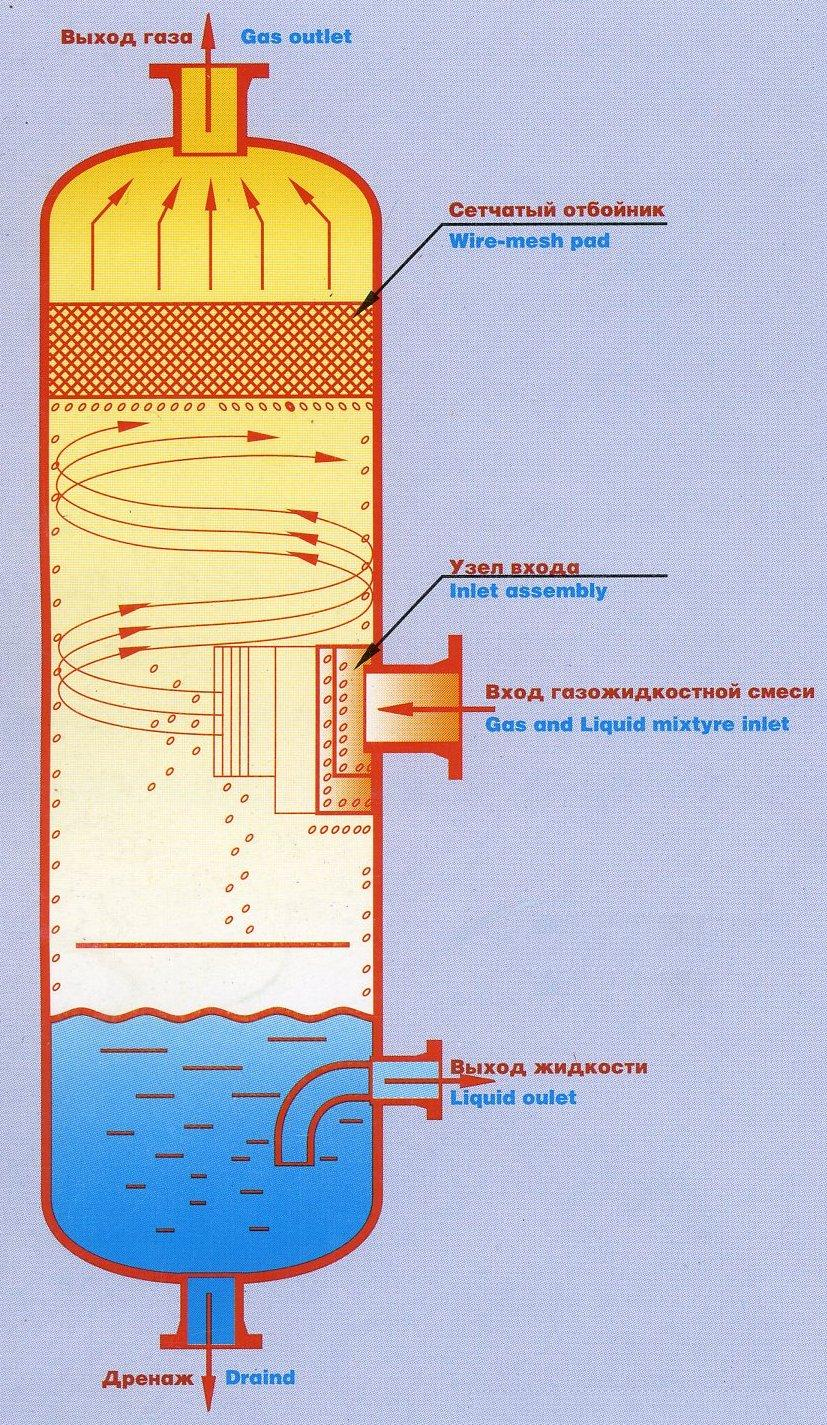 Выход газа Gas outlet
Сетчатый отбойник
Wire-mesh pad
Узел входа
Inlet assembly
Вход газожидкостной смеси
Gas and Liquid mixtyre inlet
Выход жидкости
Liquid oulet
Дренаж Draind